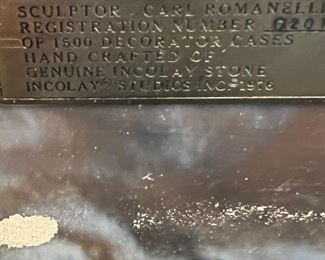 SCULPTOR CARL ROMANELLI
REGISTRATION NUMBER
OF 1500 DECORATOR CASES
HAND CRAFTED OF
GENUINE INCOLAY STONE
INCOLAY® STUDIOS INC. 1976